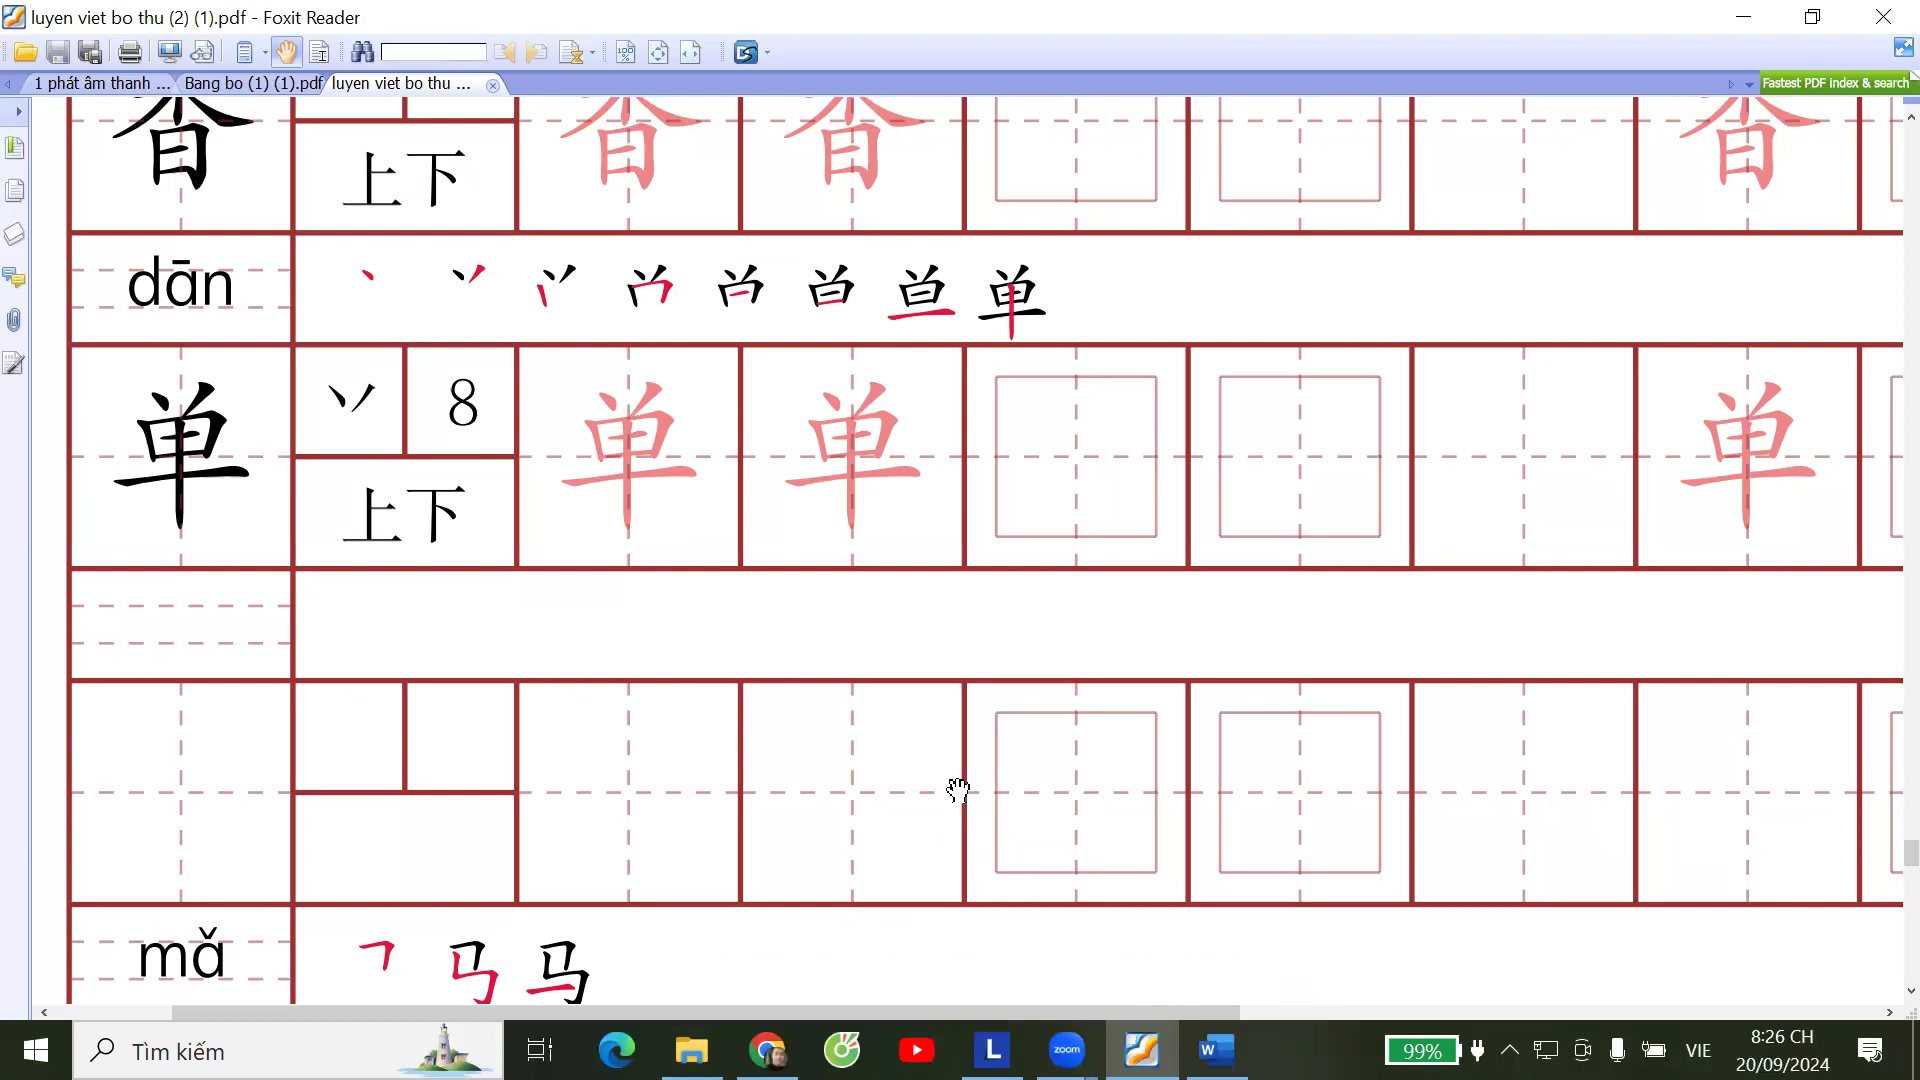 luyen viet bo thu (2) (1).pdf - Foxit Reader
1 phát âm thanh ... Bang bo (1) (1).pdf luyen viet bo thu ... Fastest PDF index & search
上下
dān
单 丷 8 单 单 单
上下
mǎ 马
Tìm kiếm
L
zoom
W
99%
VIE
8:26 CH
20/09/2024